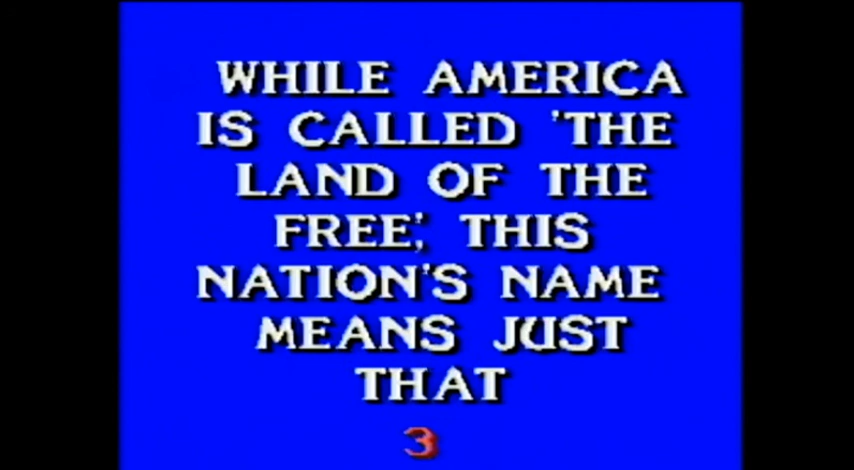 WHILE AMERICA
IS CALLED 'THE
LAND OF THE
FREE,' THIS
NATION'S NAME
MEANS JUST
THAT
3